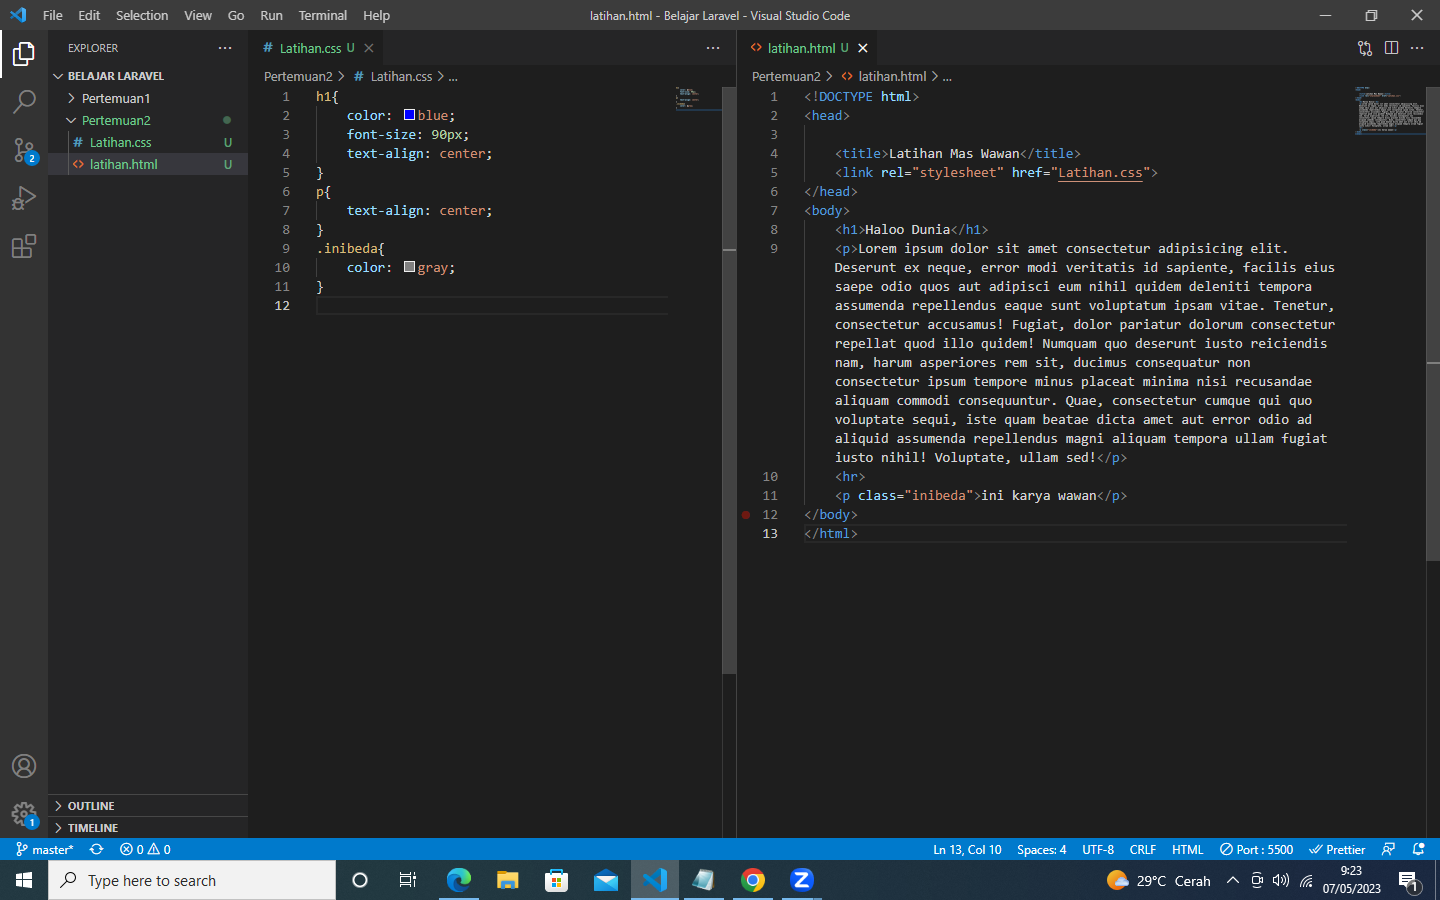 File Edit Selection View Go Run Terminal Help
latihan.html - Belajar Laravel - Visual Studio Code
EXPLORER
BELAJAR LARAVEL
Pertemuan1
Pertemuan2
Latihan.css U
latihan.html U
OUTLINE
TIMELINE
2
1
Latihan.css U
Pertemuan2 > Latihan.css > ...
1 h1{
2 color: blue;
3 font-size: 90px;
4 text-align: center;
5 }
6 p{
7 text-align: center;
8 }
9 .inibeda{
10 color: gray;
11 }
12
latihan.html U
Pertemuan2 > latihan.html > ...
1 <!DOCTYPE html>
2 <head>
3
4 <title>Latihan Mas Wawan</title>
5 <link rel="stylesheet" href="Latihan.css">
6 </head>
7 <body>
8 <h1>Haloo Dunia</h1>
9 <p>Lorem ipsum dolor sit amet consectetur adipisicing elit.
Deserunt ex neque, error modi veritatis id sapiente, facilis eius
saepe odio quos aut adipisci eum nihil quidem deleniti tempora
assumenda repellendus eaque sunt voluptatum ipsam vitae. Tenetur,
consectetur accusamus! Fugiat, dolor pariatur dolorum consectetur
repellat quod illo quidem! Numquam quo deserunt iusto reiciendis
nam, harum asperiores rem sit, ducimus consequatur non
consectetur ipsum tempore minus placeat minima nisi recusandae
aliquam commodi consequuntur. Quae, consectetur cumque qui quo
voluptate sequi, iste quam beatae dicta amet aut error odio ad
aliquid assumenda repellendus magni aliquam tempora ullam fugiat
iusto nihil! Voluptate, ullam sed!</p>
10 <hr>
11 <p class="inibeda">ini karya wawan</p>
12 </body>
13 </html>
master* 0 0
Ln 13, Col 10 Spaces: 4 UTF-8 CRLF HTML Port : 5500 Prettier
Type here to search
29°C Cerah
9:23
07/05/2023
1